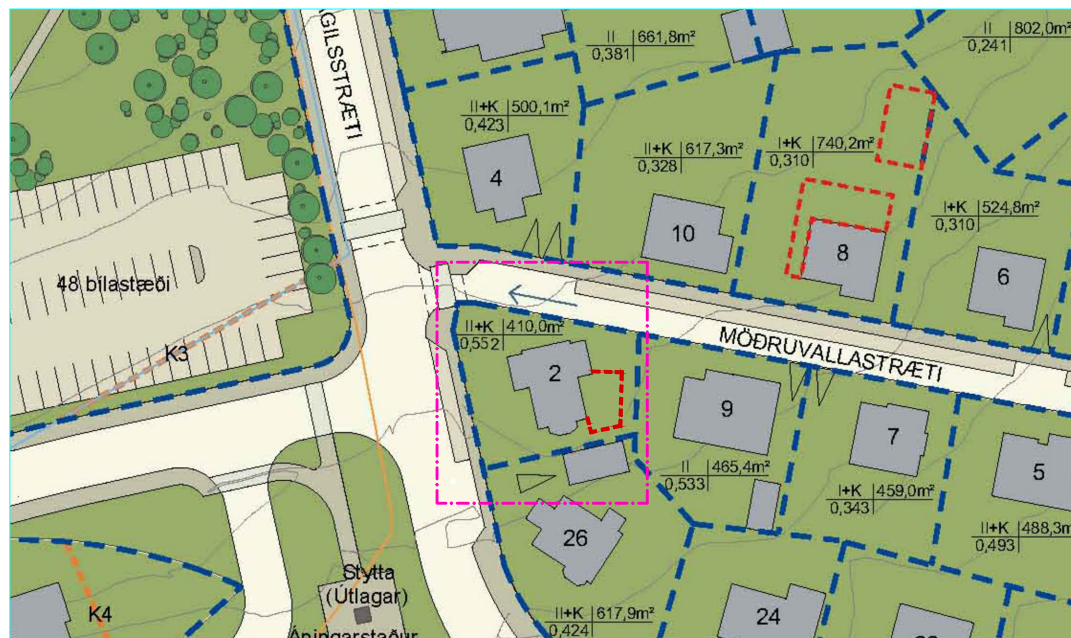 GILSSTRÆTI
II 661,8m²
0,381
II 802,0m²
0,241
II+K 500,1m²
0,423
4
II+K 617,3m²
0,328
I+K 740,2m²
0,310
10
8
I+K 524,8m²
0,310
6
48 bílastæði
K3
MÖÐRUVALLASTRÆTI
II+K 410,0m²
0,552
2
9
II 465,4m²
0,533
7
I+K 459,0m²
0,343
5
II+K 488,3m²
0,493
26
Stytta
(Útlagar)
Áningarstaður
K4
II+K 617,9m²
0,424
24